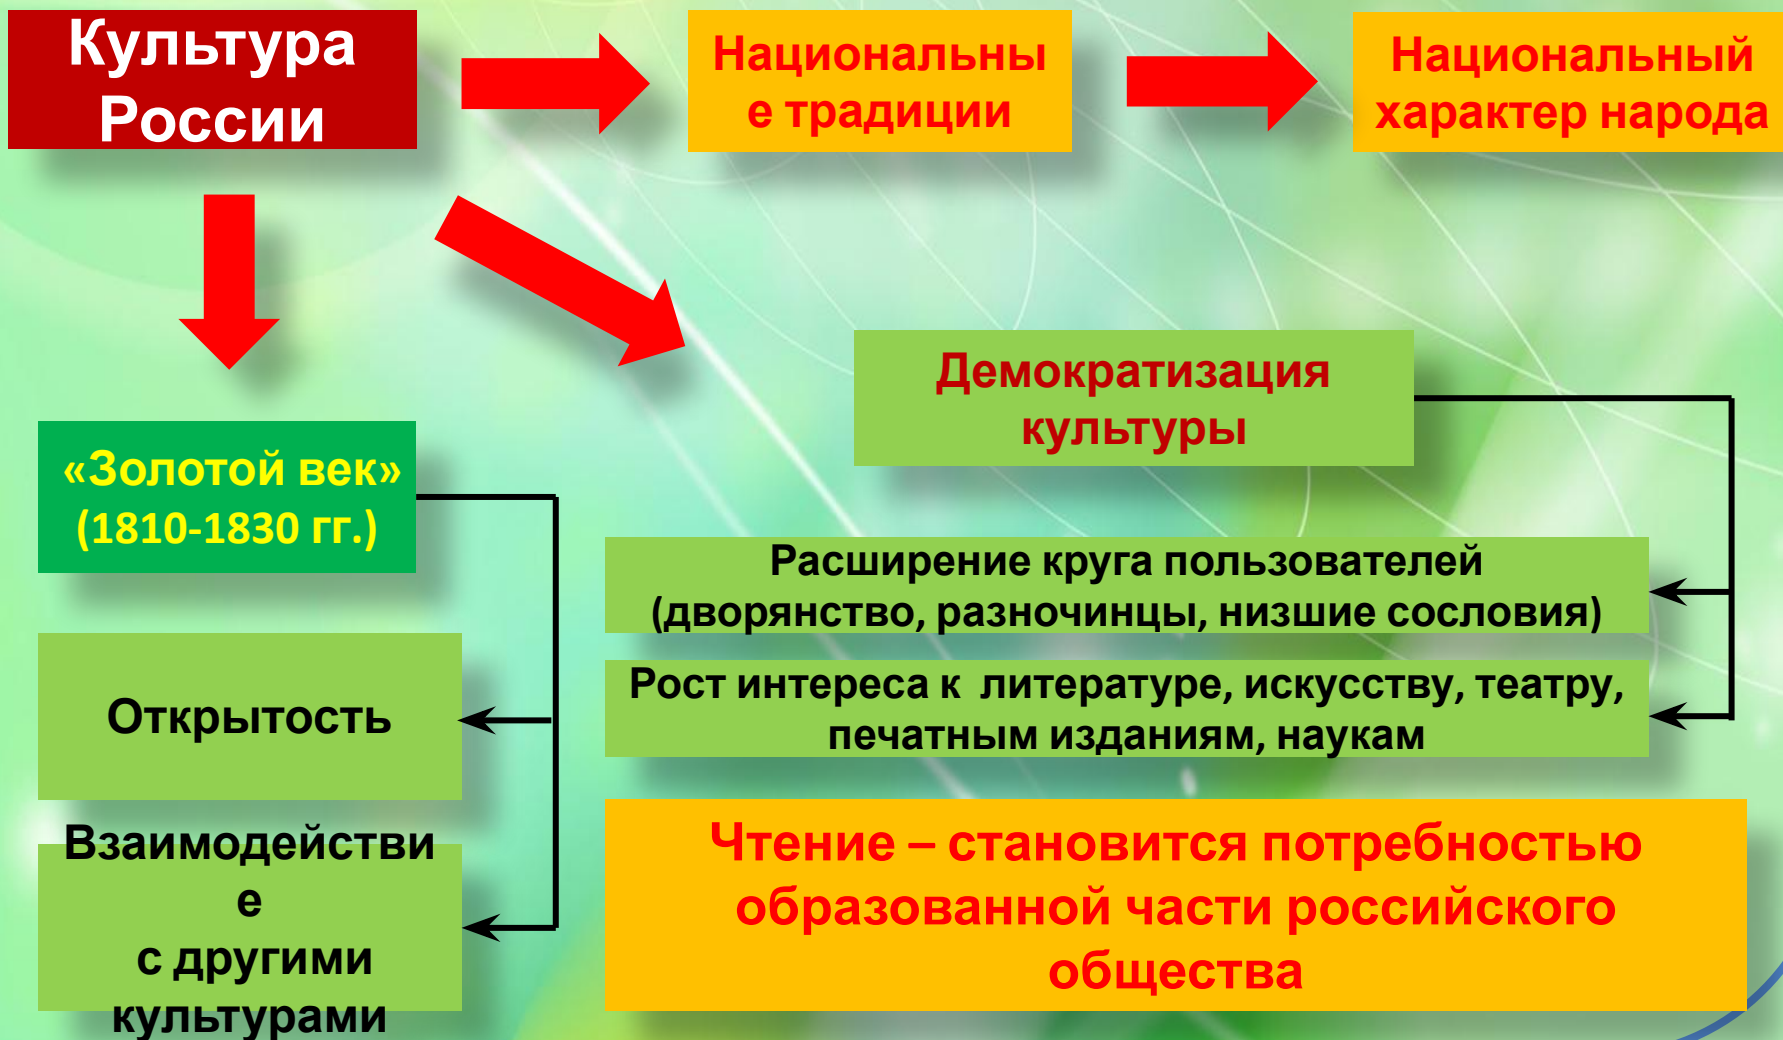 Культура
России
Национальны
е традиции
Национальный
характер народа
«Золотой век»
(1810-1830 гг.)
Открытость
Взаимодействи
е
с другими
культурами
Демократизация
культуры
Расширение круга пользователей
(дворянство, разночинцы, низшие сословия)
Рост интереса к литературе, искусству, театру,
печатным изданиям, наукам
Чтение – становится потребностью
образованной части российского
общества